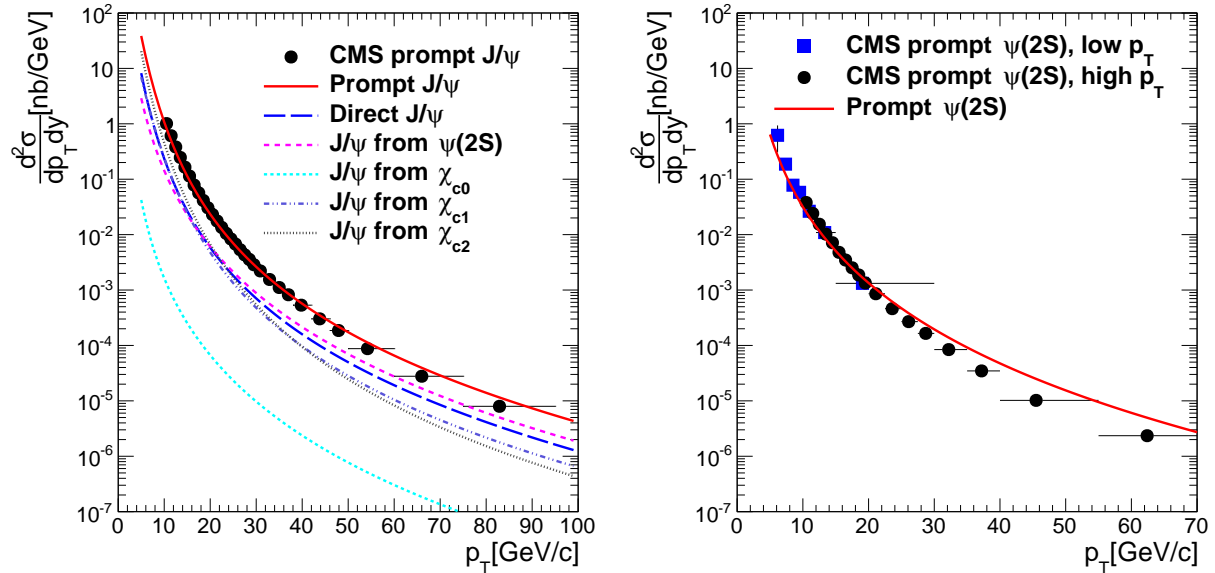 10²
10
1
10⁻¹
10⁻²
10⁻³
10⁻⁴
10⁻⁵
10⁻⁶
10⁻⁷
d²σ
dp_T dy [nb/GeV]
CMS prompt J/ψ
Prompt J/ψ
Direct J/ψ
J/ψ from ψ(2S)
J/ψ from χ_c0
J/ψ from χ_c1
J/ψ from χ_c2
0 10 20 30 40 50 60 70 80 90 100
p_T[GeV/c]
10²
10
1
10⁻¹
10⁻²
10⁻³
10⁻⁴
10⁻⁵
10⁻⁶
10⁻⁷
d²σ
dp_T dy [nb/GeV]
CMS prompt ψ(2S), low p_T
CMS prompt ψ(2S), high p_T
Prompt ψ(2S)
0 10 20 30 40 50 60 70
p_T[GeV/c]